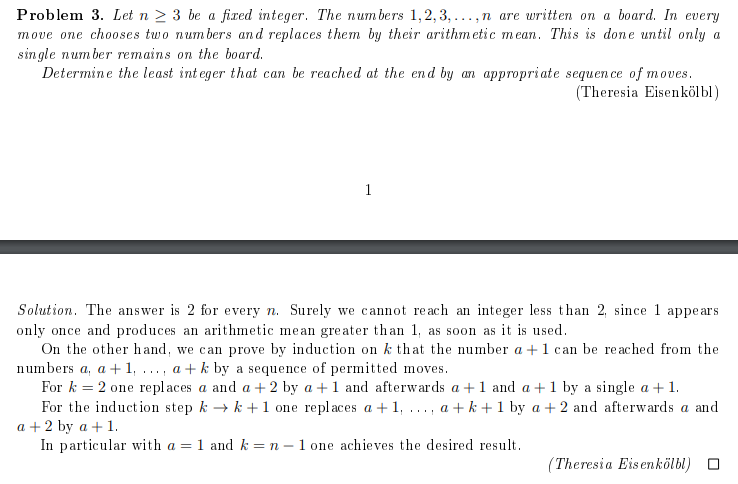 Problem 3. Let n ≥ 3 be a fixed integer. The numbers 1, 2, 3, . . . , n are written on a board. In every
move one chooses two numbers and replaces them by their arithmetic mean. This is done until only a
single number remains on the board.
Determine the least integer that can be reached at the end by an appropriate sequence of moves.
(Theresia Eisenkölbl)
1
Solution. The answer is 2 for every n. Surely we cannot reach an integer less than 2, since 1 appears
only once and produces an arithmetic mean greater than 1, as soon as it is used.
On the other hand, we can prove by induction on k that the number a + 1 can be reached from the
numbers a, a + 1, . . . , a + k by a sequence of permitted moves.
For k = 2 one replaces a and a + 2 by a + 1 and afterwards a + 1 and a + 1 by a single a + 1.
For the induction step k → k + 1 one replaces a + 1, . . . , a + k + 1 by a + 2 and afterwards a and
a + 2 by a + 1.
In particular with a = 1 and k = n − 1 one achieves the desired result.
(Theresia Eisenkölbl) □